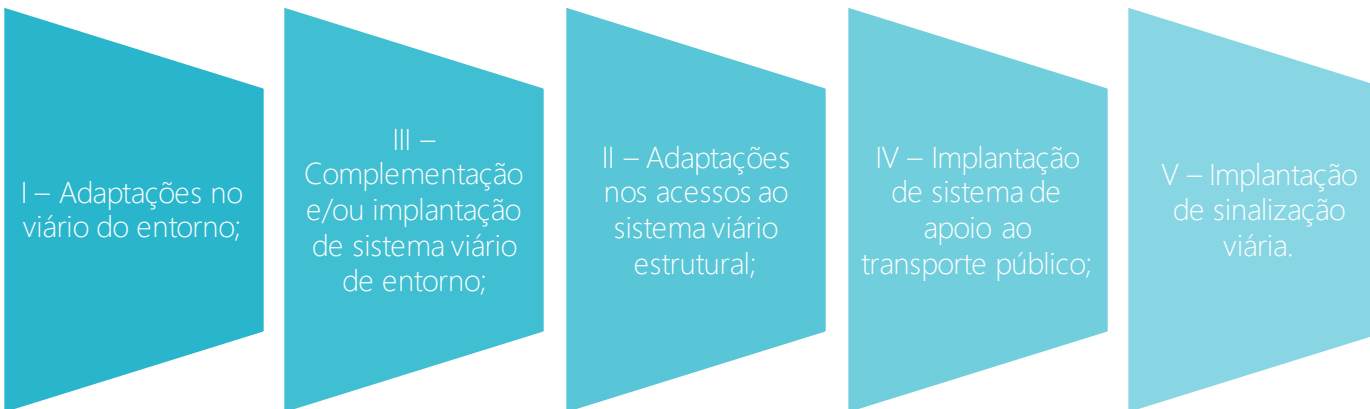 I – Adaptações no
viário do entorno;
III –
Complementação
e/ou implantação
de sistema viário
de entorno;
II – Adaptações
nos acessos ao
sistema viário
estrutural;
IV – Implantação
de sistema de
apoio ao
transporte público;
V – Implantação
de sinalização
viária.